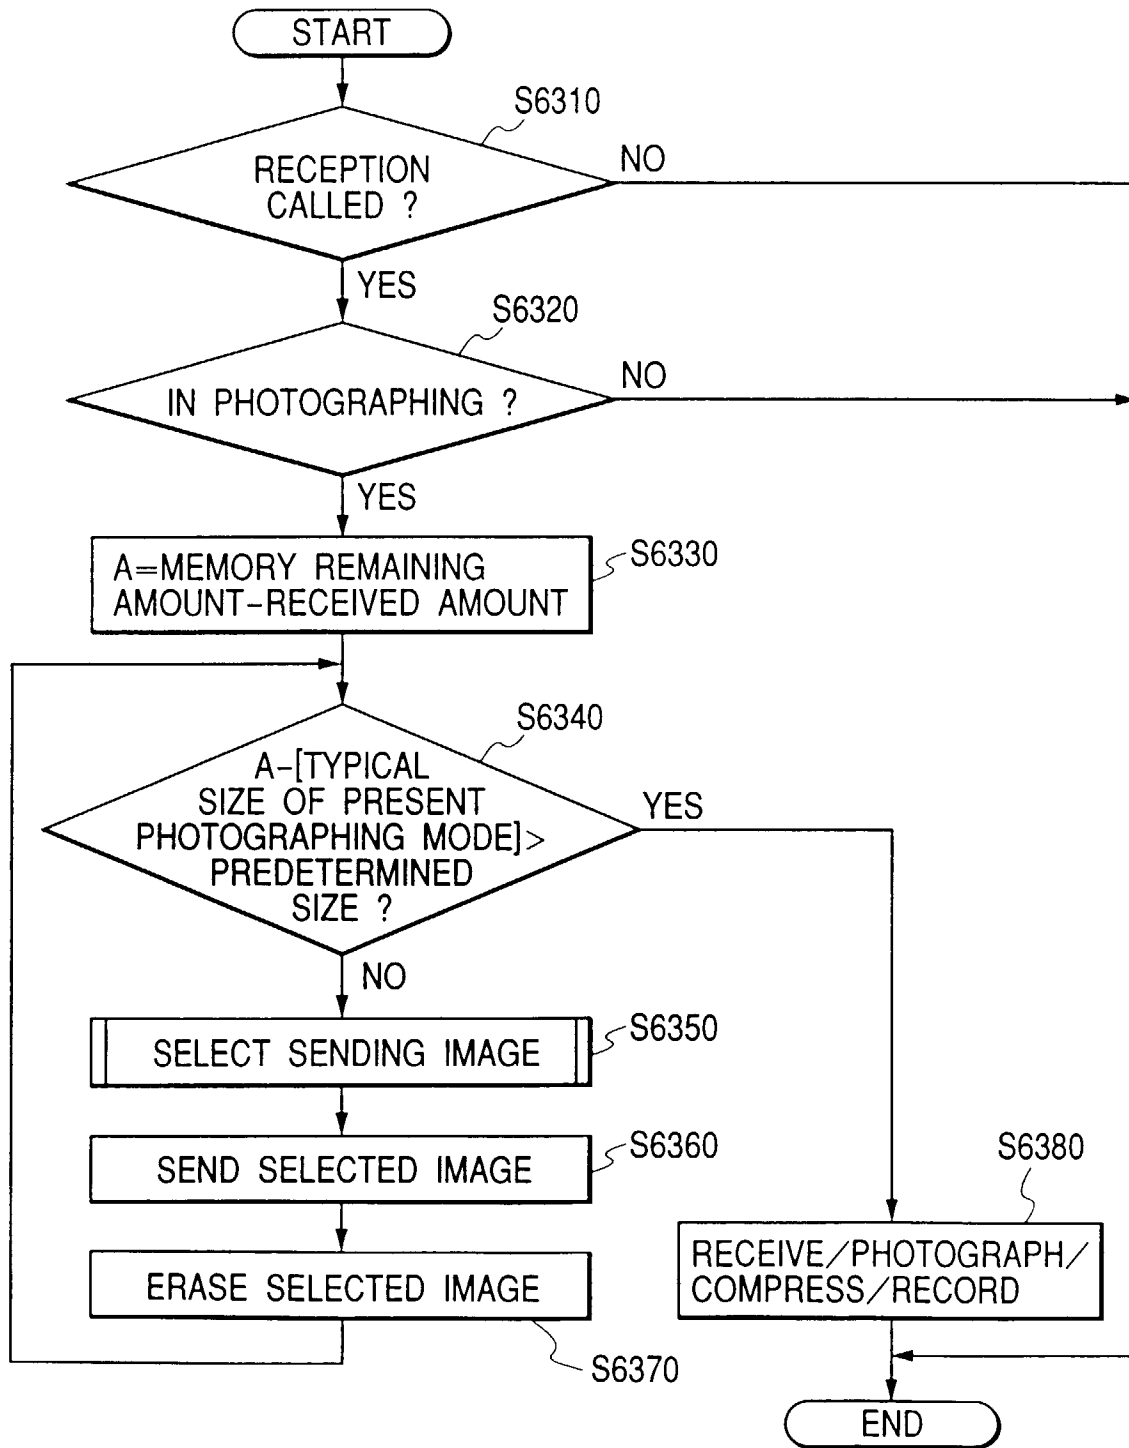 START
S6310
RECEPTION
CALLED ?
NO
YES
S6320
IN PHOTOGRAPHING ?
NO
YES
S6330
A=MEMORY REMAINING
AMOUNT-RECEIVED AMOUNT
S6340
A-[TYPICAL
SIZE OF PRESENT
PHOTOGRAPHING MODE]>
PREDETERMINED
SIZE ?
YES
NO
S6350
SELECT SENDING IMAGE
S6360
SEND SELECTED IMAGE
S6380
RECEIVE/PHOTOGRAPH/
COMPRESS/RECORD
ERASE SELECTED IMAGE
S6370
END